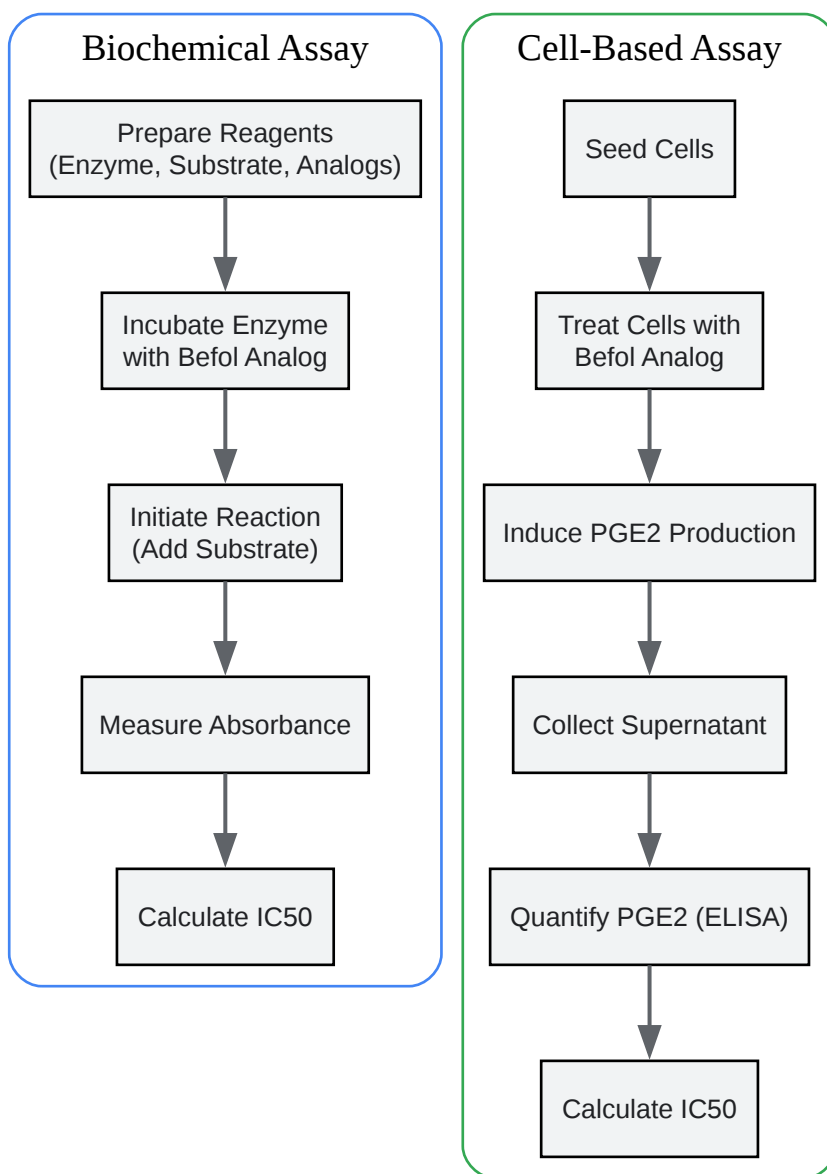 Biochemical Assay
Prepare Reagents
(Enzyme, Substrate, Analogs)
Incubate Enzyme
with Befol Analog
Initiate Reaction
(Add Substrate)
Measure Absorbance
Calculate IC50
Cell-Based Assay
Seed Cells
Treat Cells with
Befol Analog
Induce PGE2 Production
Collect Supernatant
Quantify PGE2 (ELISA)
Calculate IC50